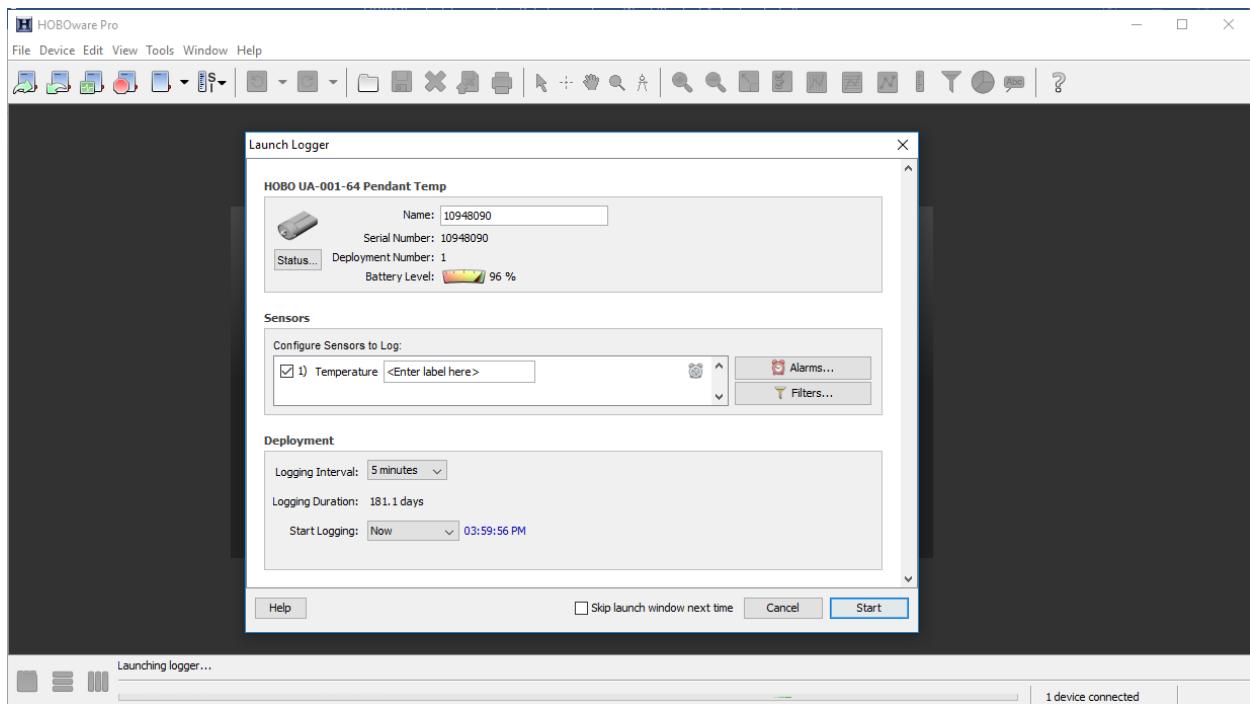 HOBOware Pro
File Device Edit View Tools Window Help
S
I
Abc
?
Launch Logger
HOBO UA-001-64 Pendant Temp
Name: 10948090
Serial Number: 10948090
Status... Deployment Number: 1
Battery Level: 96 %
Sensors
Configure Sensors to Log:
1) Temperature <Enter label here>
Alarms...
Filters...
Deployment
Logging Interval: 5 minutes
Logging Duration: 181.1 days
Start Logging: Now 03:59:56 PM
Help Skip launch window next time Cancel Start
Launching logger...
1 device connected